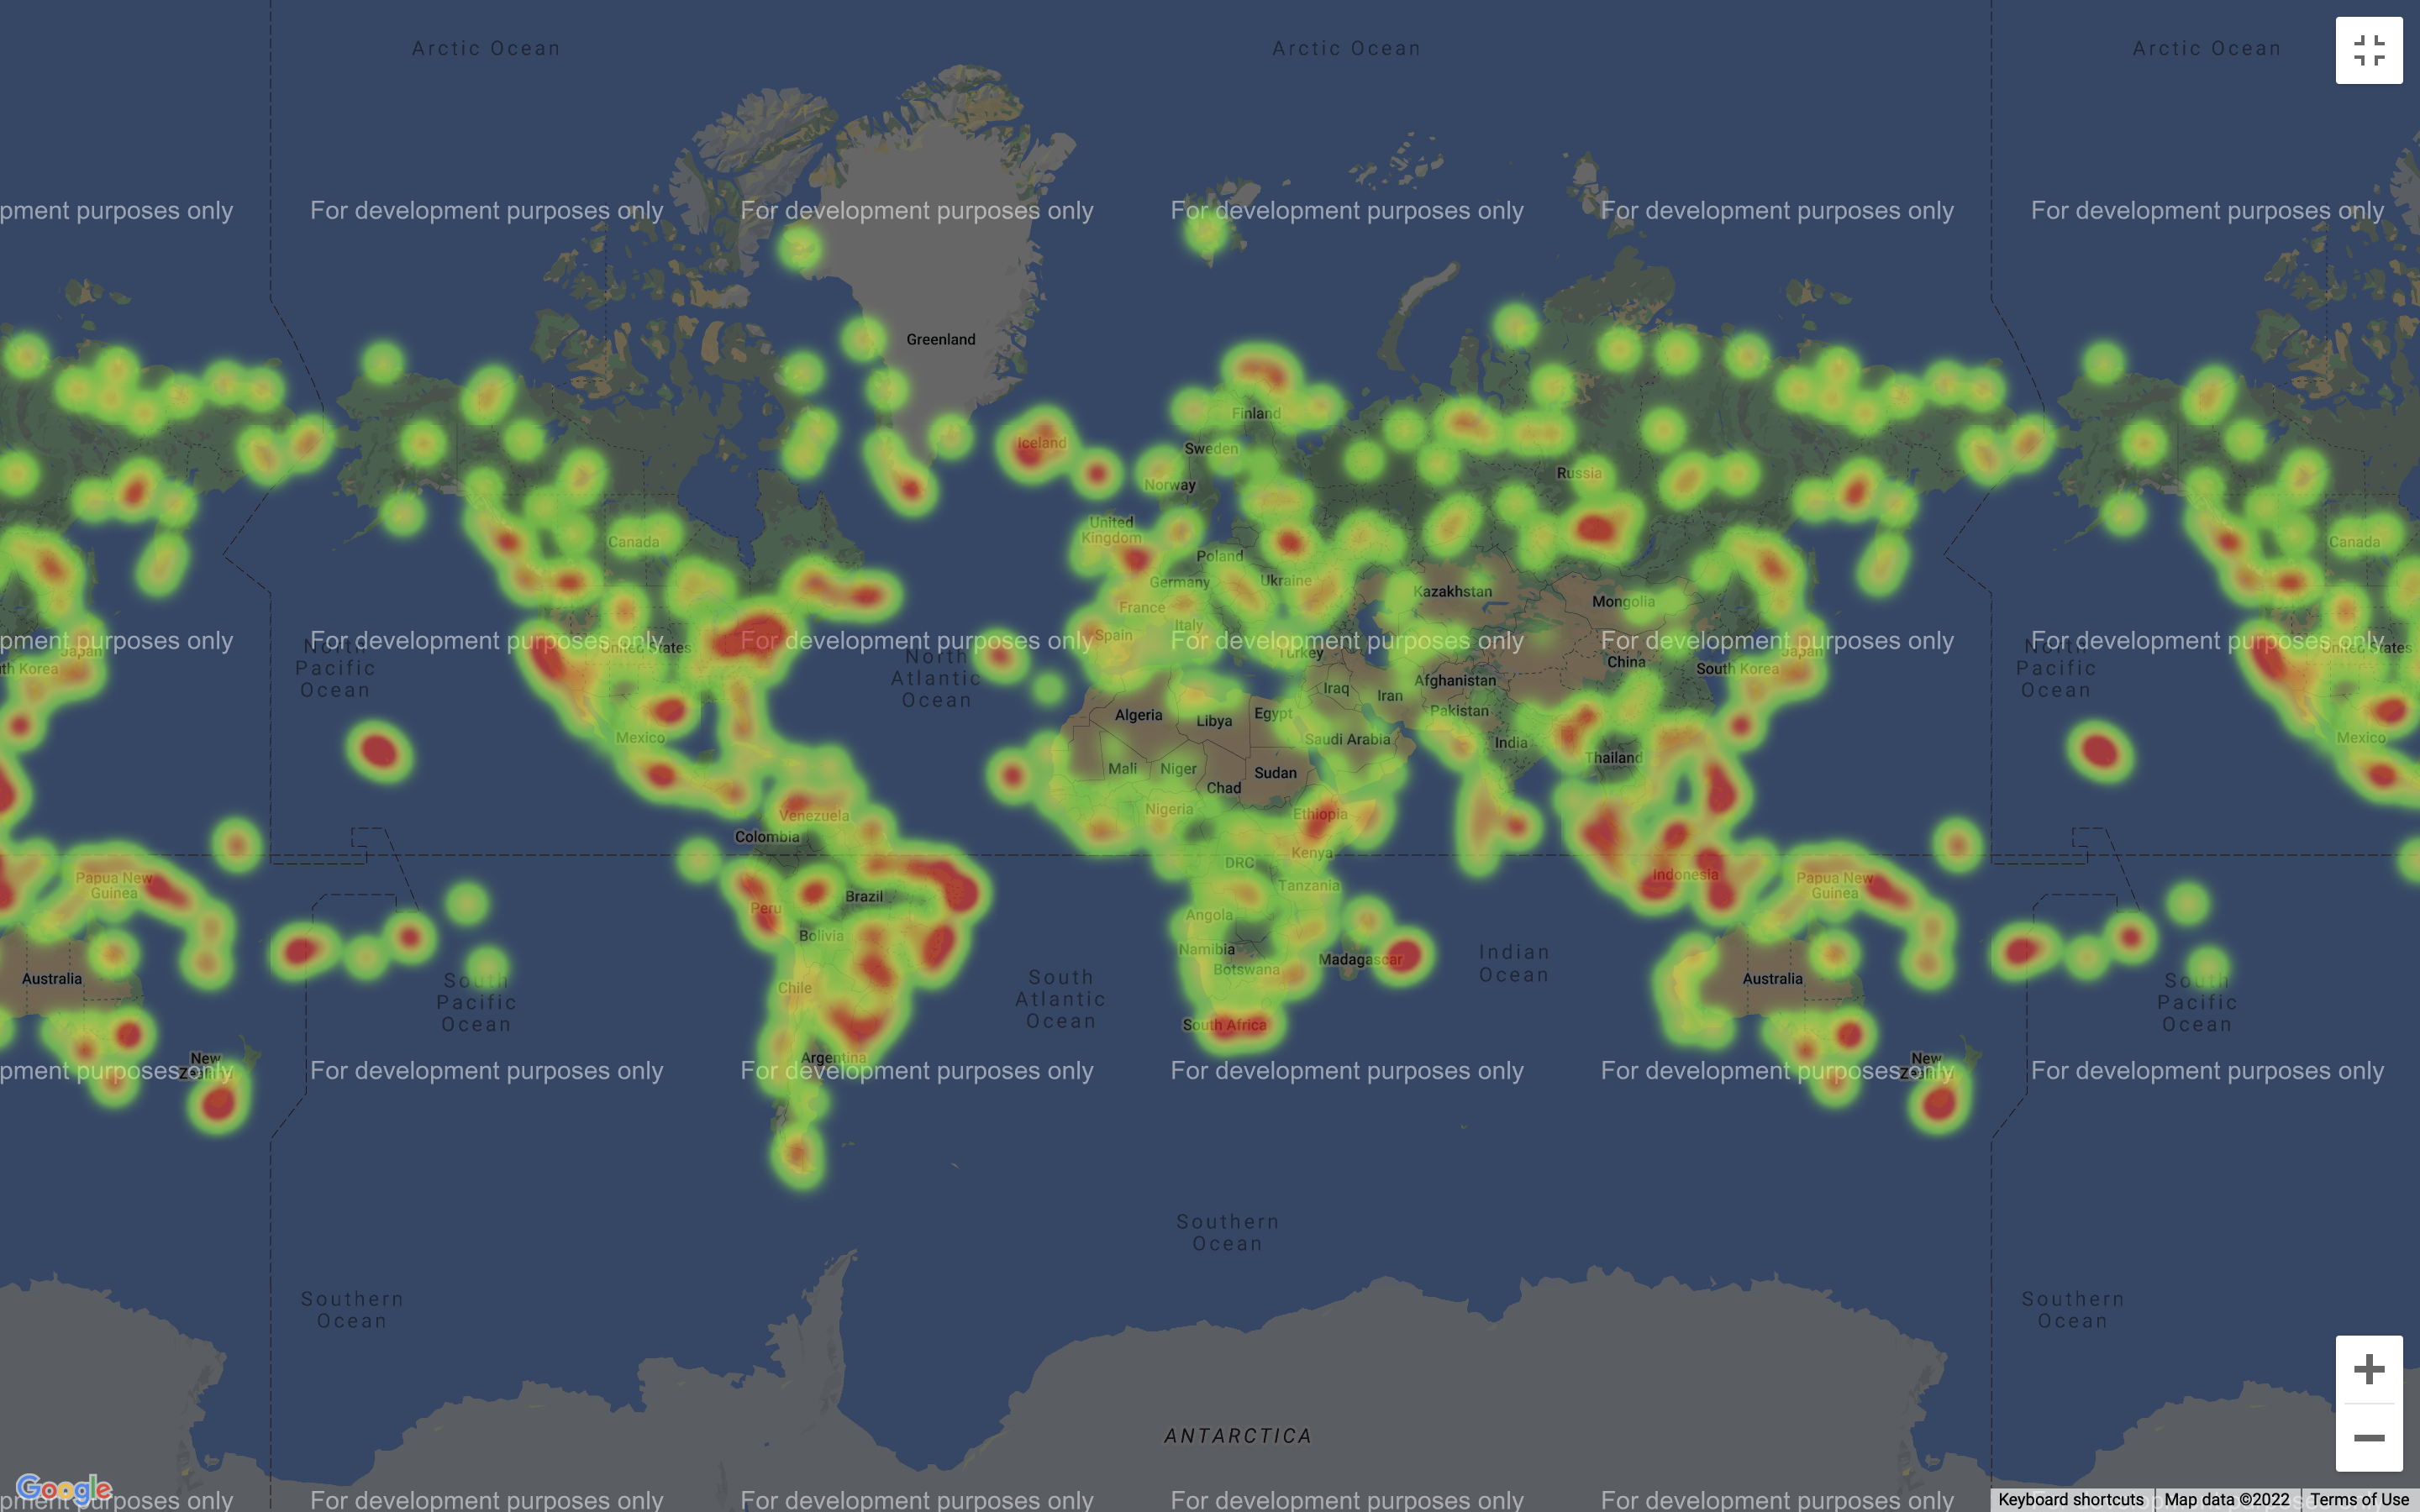 Arctic Ocean
Arctic Ocean
Arctic Ocean
pment purposes only
For development purposes only
For development purposes only
For development purposes only
For development purposes only
For development purposes only
Greenland
Finland
Iceland
Sweden
Russia
Norway
United
Kingdom
Canada
Canada
Poland
Germany
Ukraine
Kazakhstan
Mongolia
France
Italy
Spain
pment purposes only
For development purposes only
For development purposes only
For development purposes only
For development purposes only
For development purposes only
North
Pacific
Ocean
United States
North
Atlantic
Ocean
Turkey
China
South Korea
Japan
North
Pacific
Ocean
United States
Japan
th Korea
Iraq
Iran
Afghanistan
Pakistan
Algeria
Libya
Egypt
Saudi Arabia
India
Thailand
Mexico
Mexico
Mali
Niger
Sudan
Chad
Nigeria
Ethiopia
Venezuela
Colombia
Kenya
DRC
Tanzania
Indonesia
Papua New
Guinea
Papua New
Guinea
Brazil
Peru
Angola
Bolivia
Namibia
Madagascar
Botswana
Indian
Ocean
Australia
Australia
South
Pacific
Ocean
Chile
South
Atlantic
Ocean
South Africa
South
Pacific
Ocean
Argentina
New
Zealand
New
Zealand
pment purposes only
For development purposes only
For development purposes only
For development purposes only
For development purposes only
For development purposes only
Southern
Ocean
Southern
Ocean
Southern
Ocean
ANTARCTICA
Google
pment purposes only
For development purposes only
For development purposes only
For development purposes only
For development purposes only
Keyboard shortcuts
Map data ©2022
Terms of Use